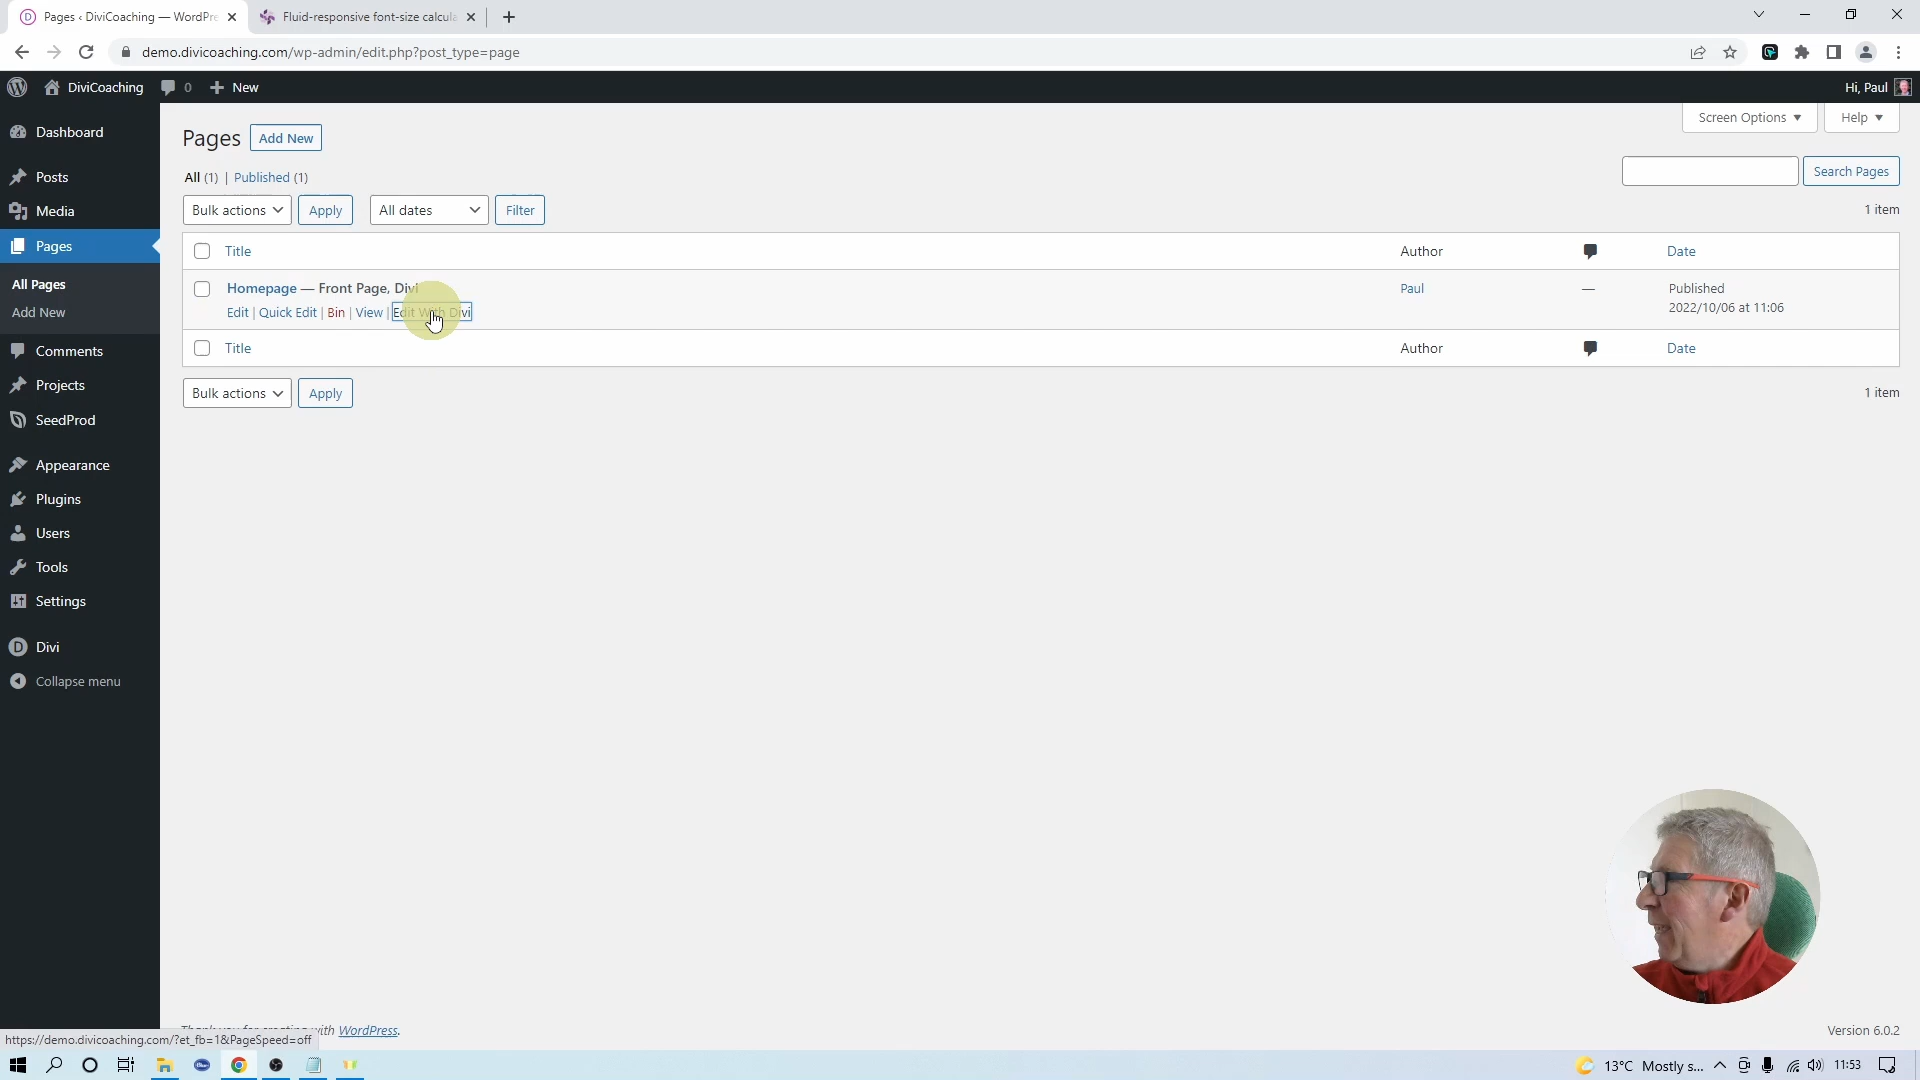 Pages ‹ DiviCoaching — WordPre
Fluid-responsive font-size calcula
demo.divicoaching.com/wp-admin/edit.php?post_type=page
DiviCoaching
0
New
Hi, Paul
Dashboard
Posts
Media
Pages
All Pages
Add New
Comments
Projects
SeedProd
Appearance
Plugins
Users
Tools
Settings
Divi
Collapse menu
Screen Options
Help
Pages
Add New
All (1) | Published (1)
Search Pages
Bulk actions
Apply
All dates
Filter
1 item
Title
Author
Date
Homepage — Front Page, Divi
Paul
—
Published
2022/10/06 at 11:06
Edit | Quick Edit | Bin | View | Edit With Divi
Title
Author
Date
Bulk actions
Apply
1 item
with WordPress.
Version 6.0.2
https://demo.divicoaching.com/?et_fb=1&PageSpeed=off
13°C Mostly s...
11:53